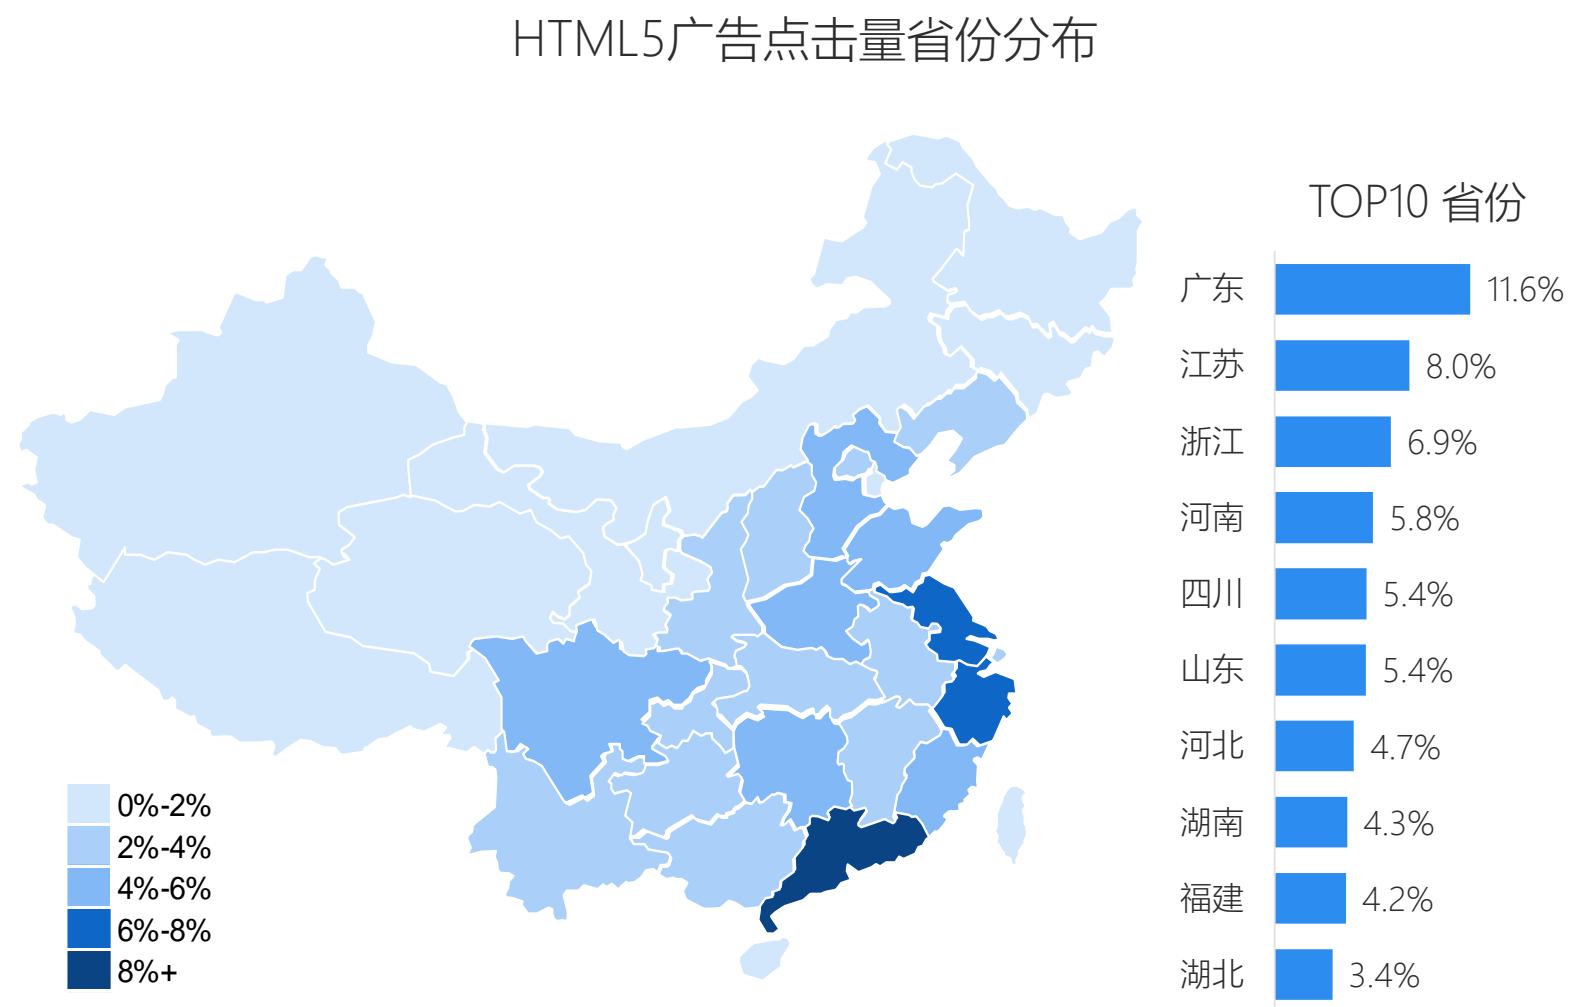 HTML5广告点击量省份分布
TOP10 省份
广东 11.6%
江苏 8.0%
浙江 6.9%
河南 5.8%
四川 5.4%
山东 5.4%
河北 4.7%
湖南 4.3%
福建 4.2%
湖北 3.4%
0%-2%
2%-4%
4%-6%
6%-8%
8%+